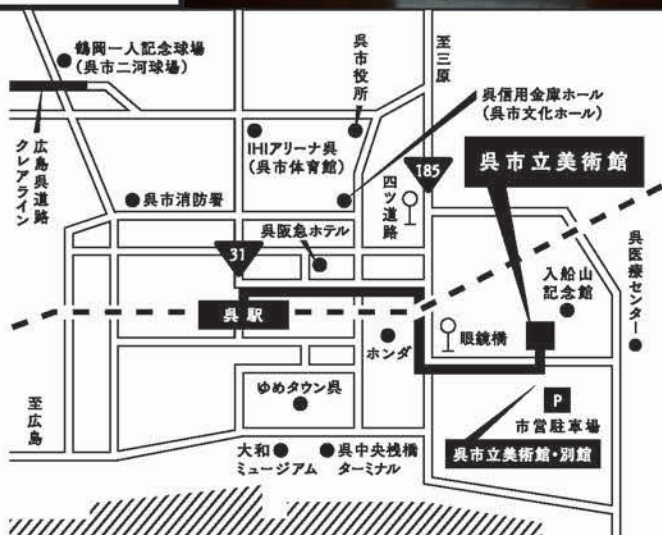 鶴岡一人記念球場
(呉市二河球場)
広島呉道路
クレアライン
呉市役所
至三原
呉信用金庫ホール
(呉市文化ホール)
IHIアリーナ呉
(呉市体育館)
呉市立美術館
185
四ツ道路
呉市消防署
呉阪急ホテル
31
呉医療センター
入船山
記念館
呉駅
眼鏡橋
ホンダ
ゆめタウン呉
P
市営駐車場
至広島
大和
ミュージアム
呉中央桟橋
ターミナル
呉市立美術館・別館